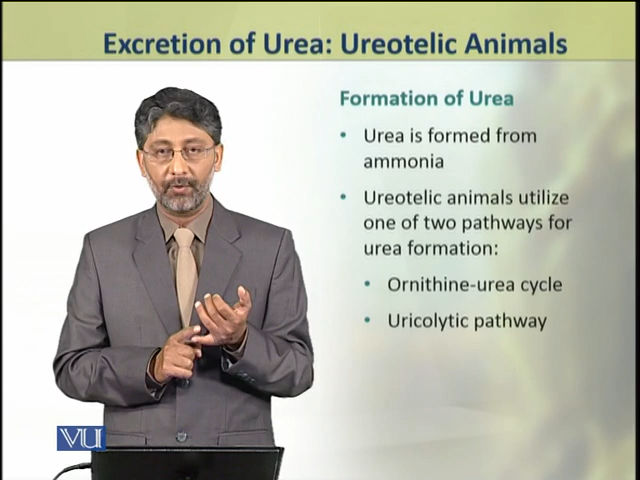 Excretion of Urea: Ureotelic Animals
Formation of Urea
• Urea is formed from
ammonia
• Ureotelic animals utilize
one of two pathways for
urea formation:
• Ornithine-urea cycle
• Uricolytic pathway
VU